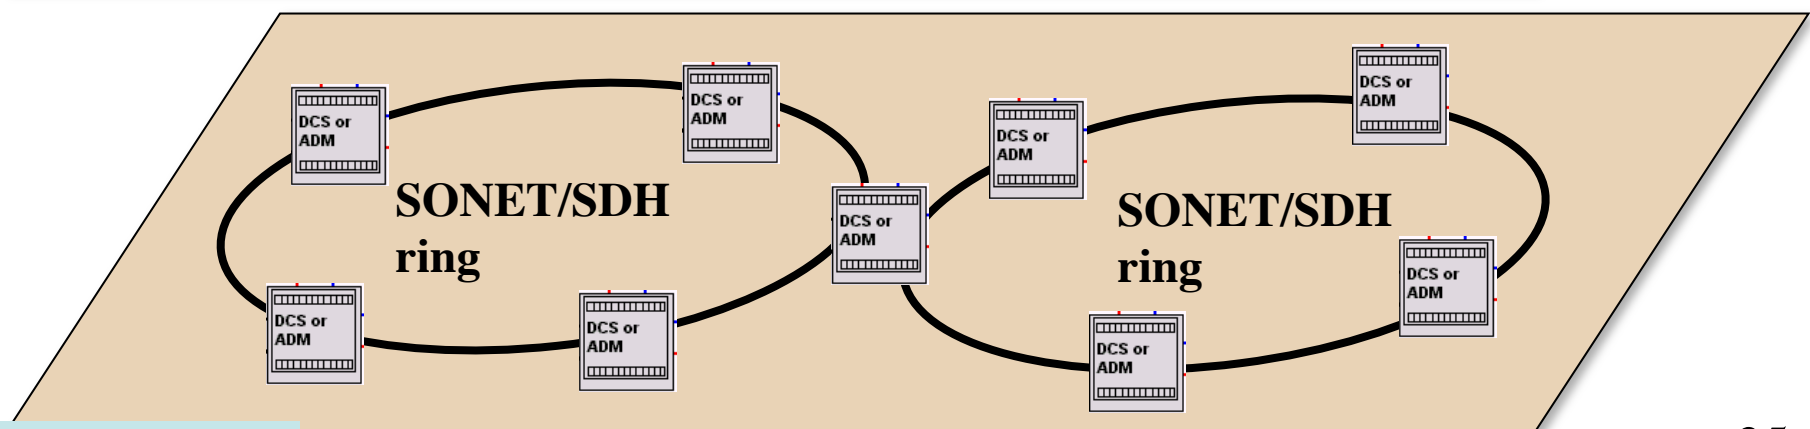 DCS or
ADM
DCS or
ADM
SONET/SDH
ring
DCS or
ADM
DCS or
ADM
DCS or
ADM
DCS or
ADM
DCS or
ADM
SONET/SDH
ring
DCS or
ADM
DCS or
ADM